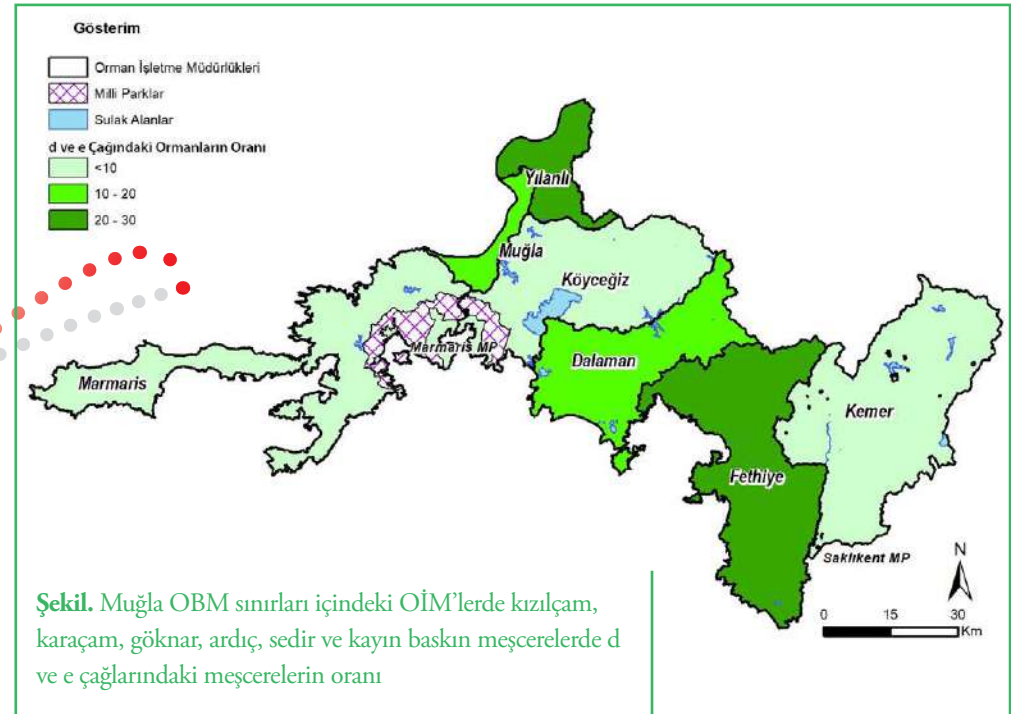 Gösterim
Orman İşletme Müdürlükleri
Milli Parklar
Sulak Alanlar
d ve e Çağındaki Ormanların Oranı
<10
10 - 20
20 - 30
Yılanlı
Muğla
Köyceğiz
Marmaris MP
Marmaris
Dalaman
Kemer
Fethiye
Saklıkent MP
N
0 15 30
Km
Şekil. Muğla OBM sınırları içindeki OİM’lerde kızılçam,
karaçam, göknar, ardıç, sedir ve kayın baskın meşcerelerde d
ve e çağlarındaki meşcerelerin oranı